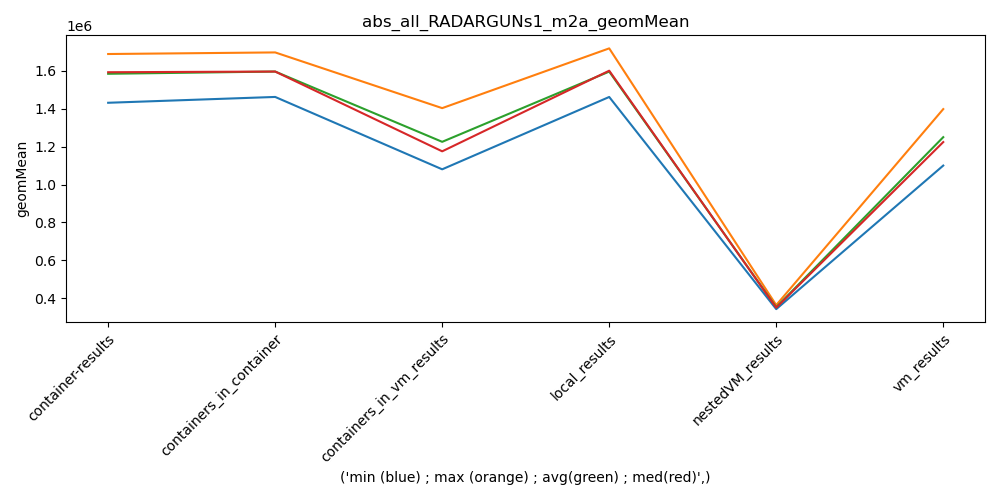 abs_all_RADARGUNs1_m2a_geomMean
1e6
1.6
1.4
1.2
1.0
0.8
0.6
0.4
geomMean
container-results
containers_in_container
containers_in_vm_results
local_results
nestedVM_results
vm_results
('min (blue) ; max (orange) ; avg(green) ; med(red)',)